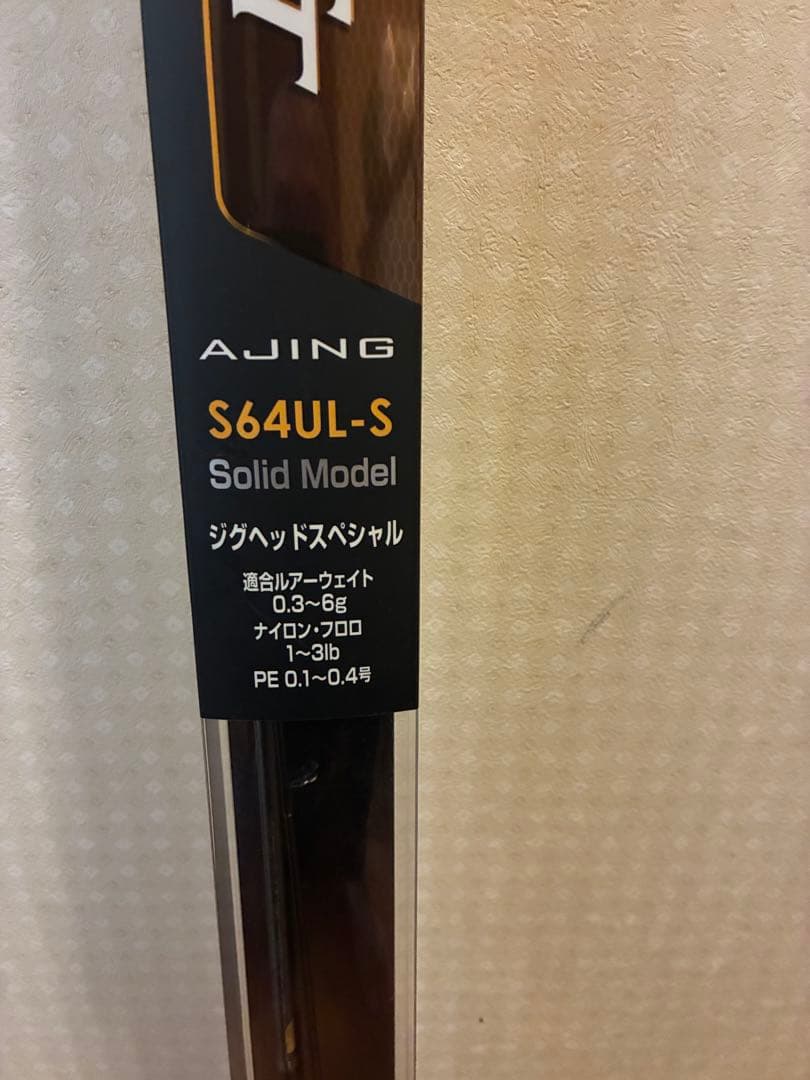 AJING
S64UL-S
Solid Model
ジグヘッドスペシャル
適合ルアーウェイト
0.3〜6g
ナイロン・フロロ
1〜3lb
PE 0.1〜0.4号